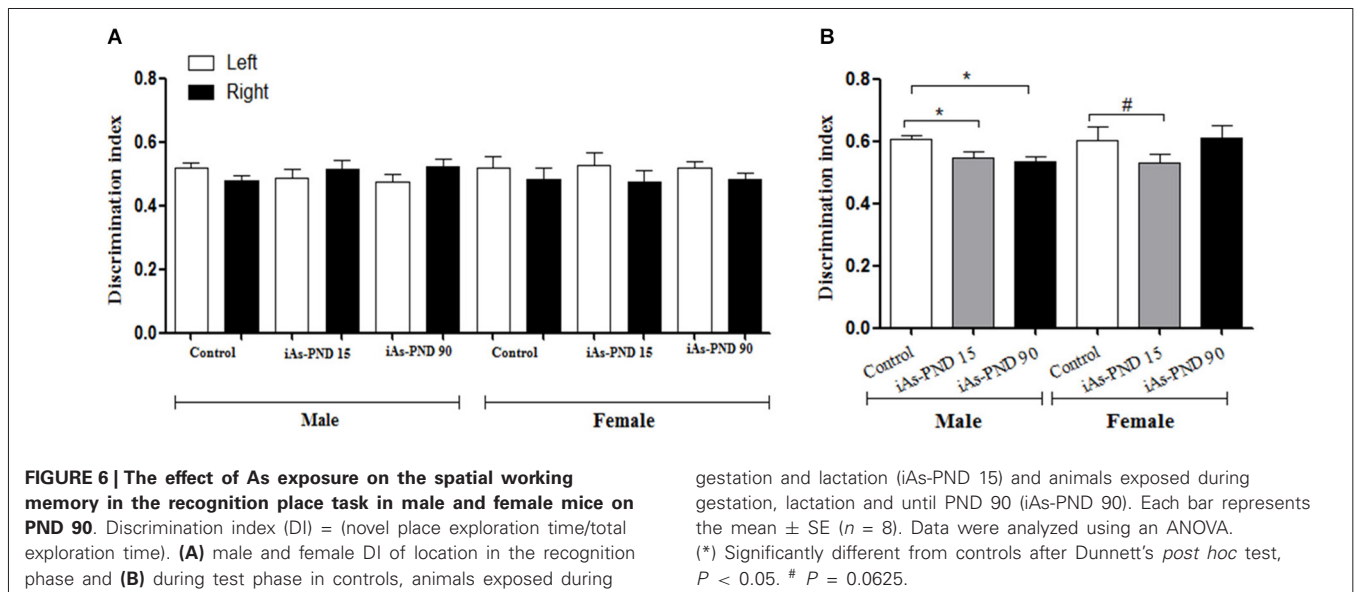 A
Left
Right
Discrimination index
0.8
0.6
0.4
0.2
0.0
Control
iAs-PND 15
iAs-PND 90
Control
iAs-PND 15
iAs-PND 90
Male
Female
B
Discrimination index
0.8
0.6
0.4
0.2
0.0
*
*
#
Control
iAs-PND 15
iAs-PND 90
Control
iAs-PND 15
iAs-PND 90
Male
Female
FIGURE 6 | The effect of As exposure on the spatial working
memory in the recognition place task in male and female mice on
PND 90. Discrimination index (DI) = (novel place exploration time/total
exploration time). (A) male and female DI of location in the recognition
phase and (B) during test phase in controls, animals exposed during
gestation and lactation (iAs-PND 15) and animals exposed during
gestation, lactation and until PND 90 (iAs-PND 90). Each bar represents
the mean ± SE (n = 8). Data were analyzed using an ANOVA.
(*) Significantly different from controls after Dunnett's post hoc test,
P < 0.05. # P = 0.0625.